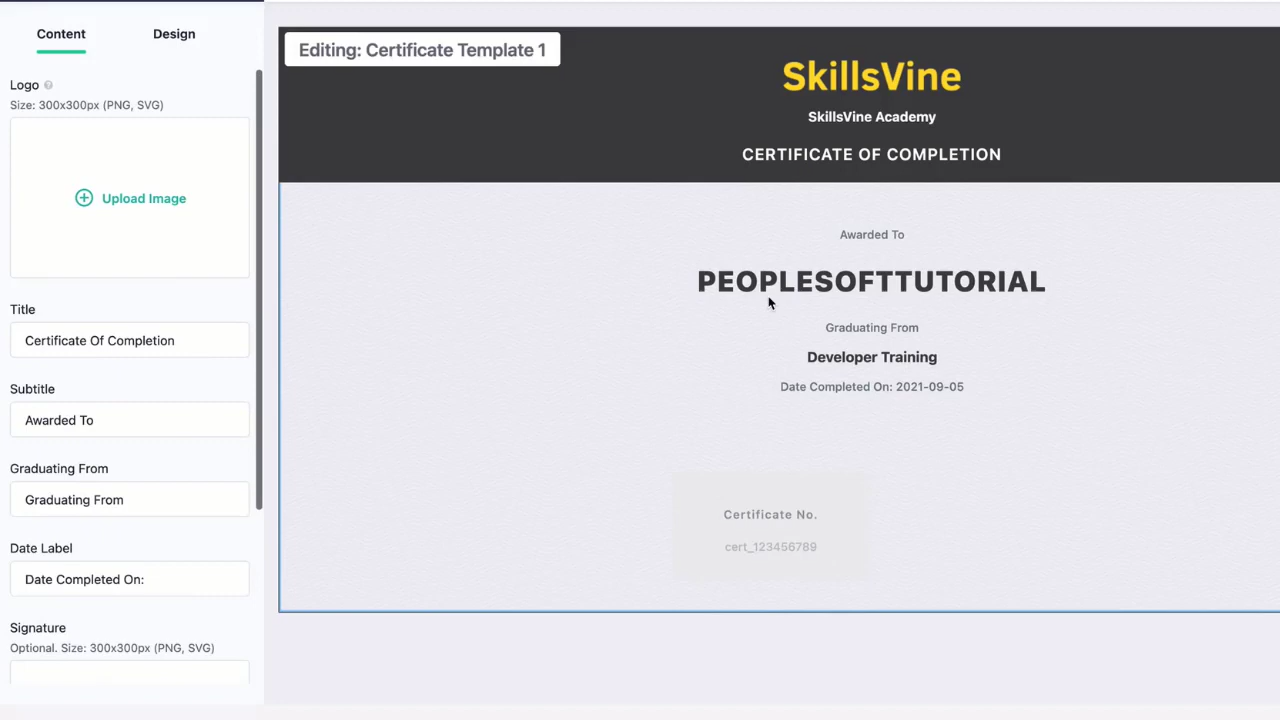 Content
Design
Logo
Size: 300x300px (PNG, SVG)
Upload Image
Title
Certificate Of Completion
Subtitle
Awarded To
Graduating From
Graduating From
Date Label
Date Completed On:
Signature
Optional. Size: 300x300px (PNG, SVG)
Editing: Certificate Template 1
SkillsVine
SkillsVine Academy
CERTIFICATE OF COMPLETION
Awarded To
PEOPLESOFTTUTORIAL
Graduating From
Developer Training
Date Completed On: 2021-09-05
Certificate No.
cert_123456789